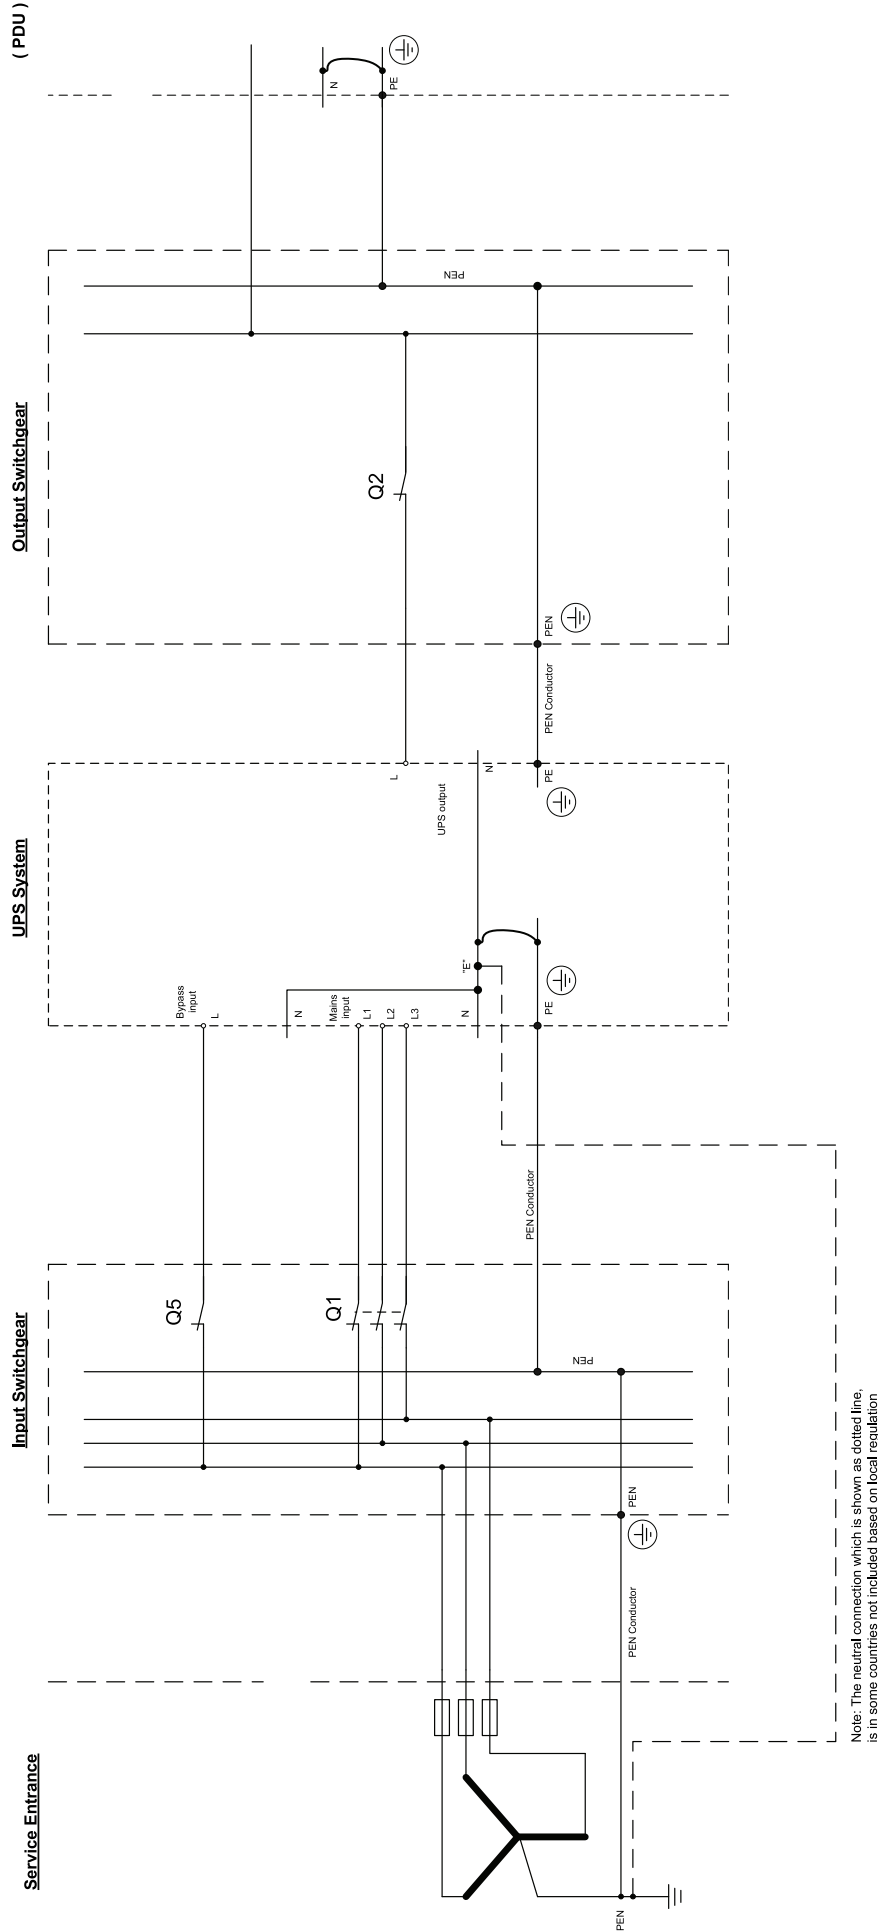 Service Entrance
PEN
PEN Conductor
Input Switchgear
PEN
PEN
Q5
Q1
PEN Conductor
UPS System
Bypass
input
L
N
Mains
input
L1
L2
L3
N
"E"
PE
UPS output
L
N
PE
PEN Conductor
Output Switchgear
PEN
Q2
PEN
( PDU )
N
PE
Note: The neutral connection which is shown as dotted line,
is in some countries not included based on local regulation